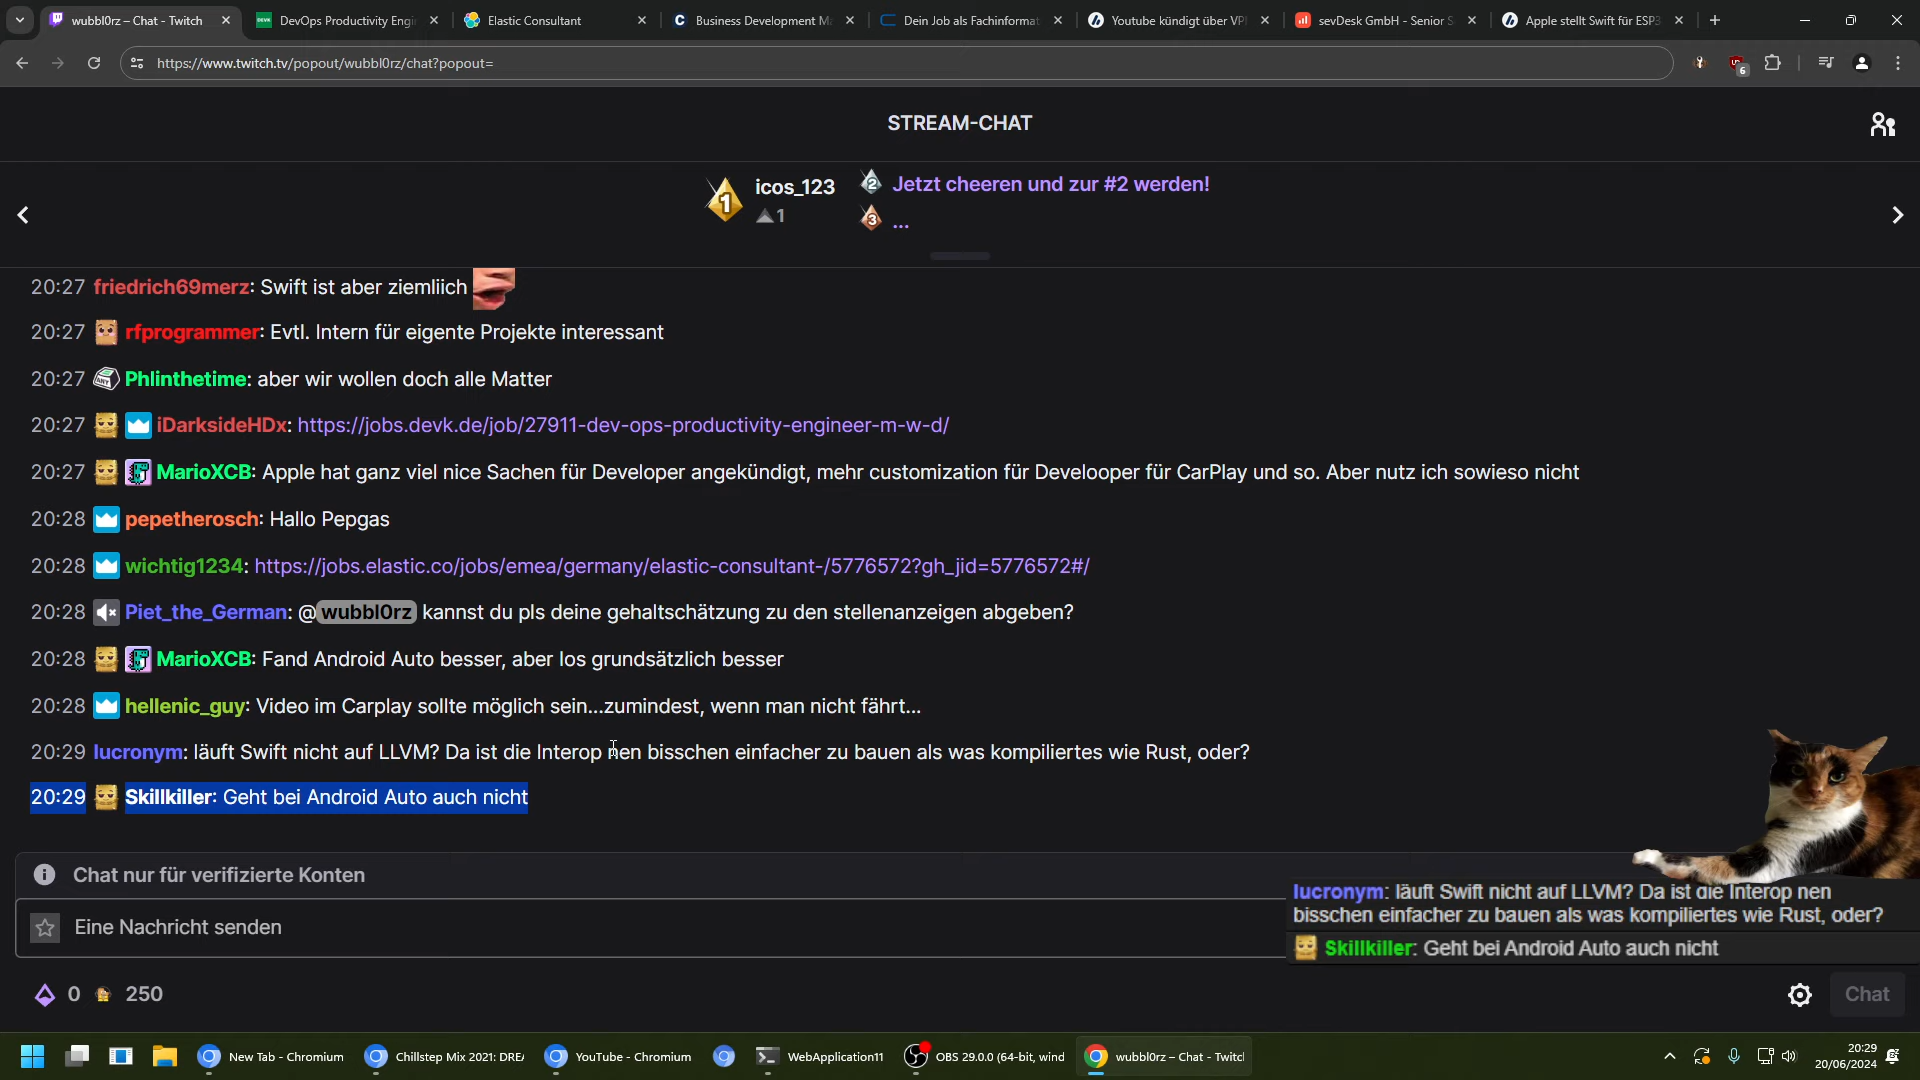 wubbl0rz – Chat - Twitch
DevOps Productivity Engin
Elastic Consultant
Business Development M
Dein Job als Fachinformat
Youtube kündigt über VP
sevDesk GmbH - Senior S
Apple stellt Swift für ESP3
https://www.twitch.tv/popout/wubbl0rz/chat?popout=
6
STREAM-CHAT
1
icos_123
1
2 Jetzt cheeren und zur #2 werden!
3 ...
20:27 friedrich69merz: Swift ist aber ziemliich
20:27 rfprogrammer: Evtl. Intern für eigente Projekte interessant
20:27 Phlinthetime: aber wir wollen doch alle Matter
20:27 iDarksideHDx: https://jobs.devk.de/job/27911-dev-ops-productivity-engineer-m-w-d/
20:27 MarioXCB: Apple hat ganz viel nice Sachen für Developer angekündigt, mehr customization für Develooper für CarPlay und so. Aber nutz ich sowieso nicht
20:28 pepetherosch: Hallo Pepgas
20:28 wichtig1234: https://jobs.elastic.co/jobs/emea/germany/elastic-consultant-/5776572?gh_jid=5776572#/
20:28 Piet_the_German: @wubbl0rz kannst du pls deine gehaltschätzung zu den stellenanzeigen abgeben?
20:28 MarioXCB: Fand Android Auto besser, aber Ios grundsätzlich besser
20:28 hellenic_guy: Video im Carplay sollte möglich sein...zumindest, wenn man nicht fährt...
20:29 lucronym: läuft Swift nicht auf LLVM? Da ist die Interop nen bisschen einfacher zu bauen als was kompiliertes wie Rust, oder?
20:29 Skillkiller: Geht bei Android Auto auch nicht
Chat nur für verifizierte Konten
Eine Nachricht senden
lucronym: läuft Swift nicht auf LLVM? Da ist die Interop nen
bisschen einfacher zu bauen als was kompiliertes wie Rust, oder?
Skillkiller: Geht bei Android Auto auch nicht
0
250
Chat
New Tab - Chromium
Chillstep Mix 2021: DREA
YouTube - Chromium
WebApplication11
OBS 29.0.0 (64-bit, wind
wubbl0rz – Chat - Twitc
20:29
20/06/2024